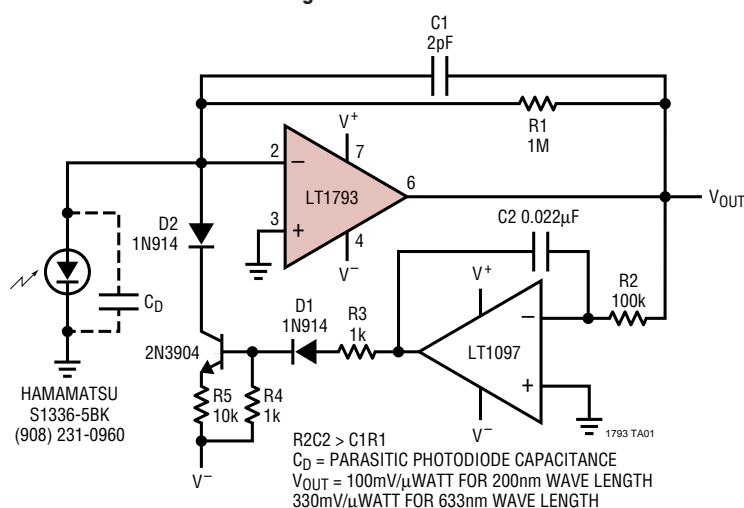 C1
2pF
R1
1M
V+
2
–
7
LT1793
6
VOUT
3
+
4
V–
C2 0.022µF
D2
1N914
CD
D1
1N914
R3
1k
V+
–
R2
100k
LT1097
+
V–
2N3904
R5
10k
R4
1k
V–
HAMAMATSU
S1336-5BK
(908) 231-0960
1793 TA01
R2C2 > C1R1
CD = PARASITIC PHOTODIODE CAPACITANCE
VOUT = 100mV/µWATT FOR 200nm WAVE LENGTH
330mV/µWATT FOR 633nm WAVE LENGTH